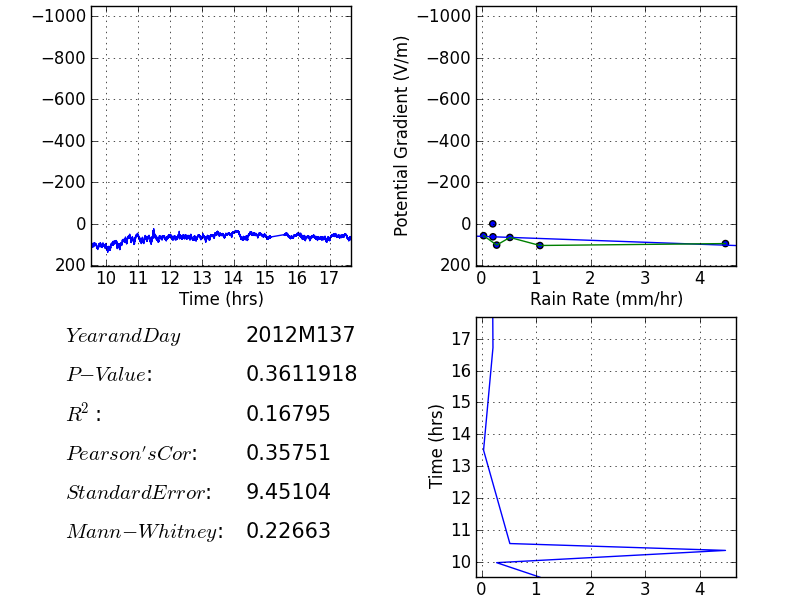 −1000
−800
−600
−400
−200
0
200
10 11 12 13 14 15 16 17
Time (hrs)
Potential Gradient (V/m)
−1000
−800
−600
−400
−200
0
200
0 1 2 3 4
Rain Rate (mm/hr)
YearandDay 2012M137
P−Value: 0.3611918
R²: 0.16795
Pearson'sCor: 0.35751
StandardError: 9.45104
Mann−Whitney: 0.22663
Time (hrs)
17
16
15
14
13
12
11
10
0 1 2 3 4